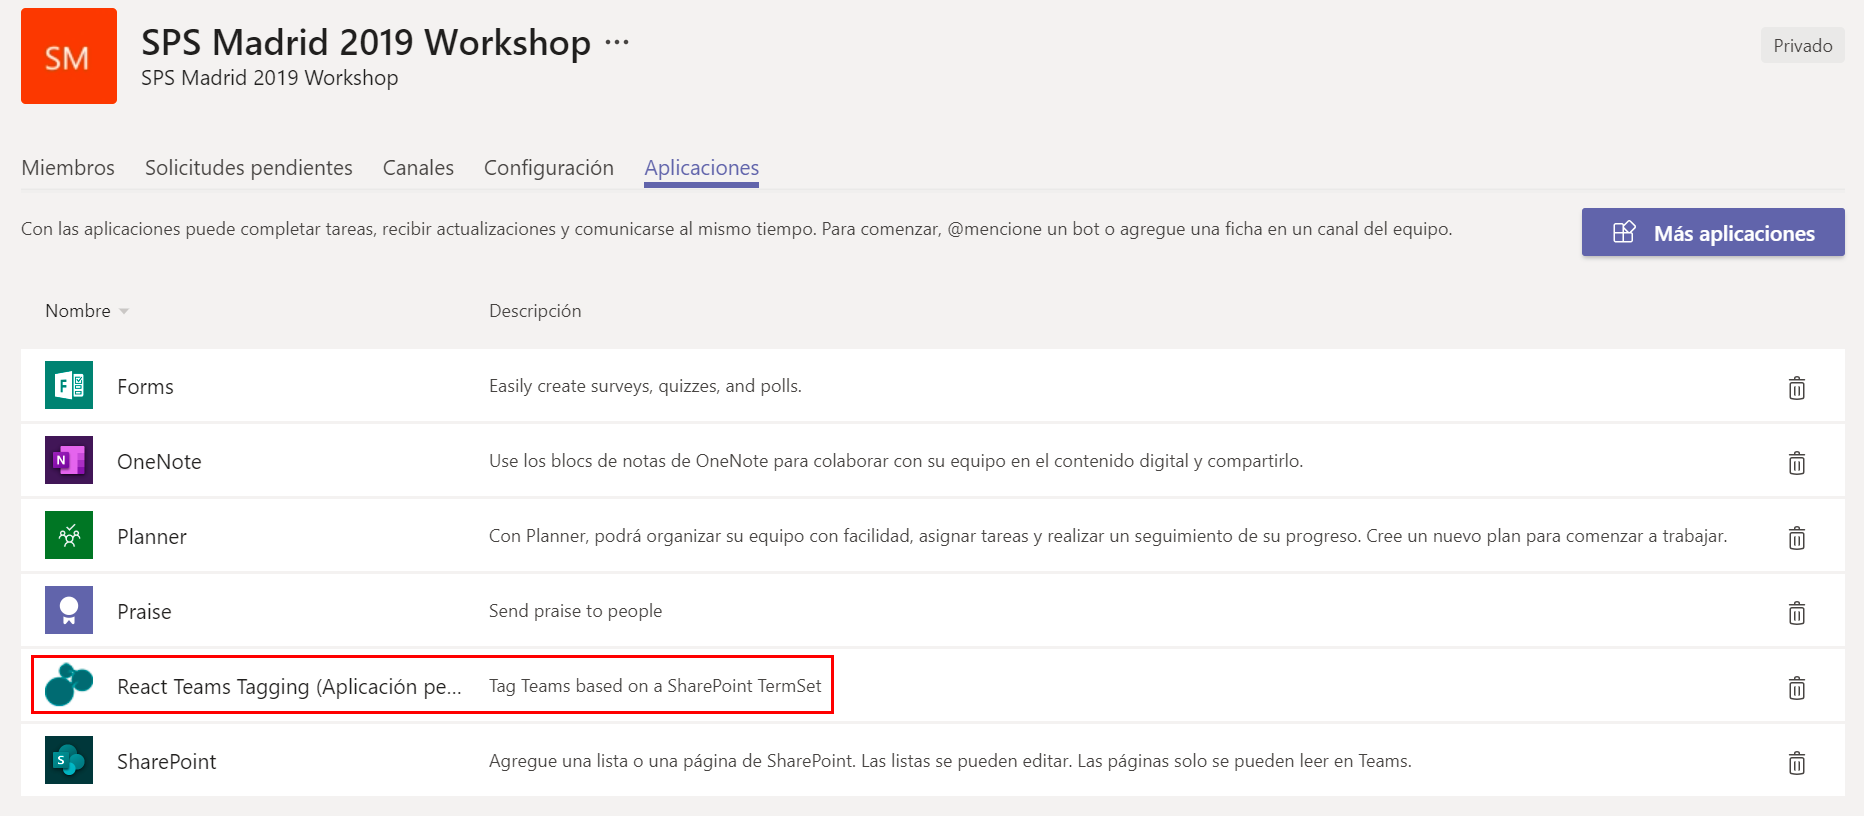 SM
SPS Madrid 2019 Workshop ...
SPS Madrid 2019 Workshop
Privado
Miembros Solicitudes pendientes Canales Configuración Aplicaciones
Con las aplicaciones puede completar tareas, recibir actualizaciones y comunicarse al mismo tiempo. Para comenzar, @mencione un bot o agregue una ficha en un canal del equipo.
Más aplicaciones
Nombre Descripción
F Forms Easily create surveys, quizzes, and polls.
N OneNote Use los blocs de notas de OneNote para colaborar con su equipo en el contenido digital y compartirlo.
Planner Con Planner, podrá organizar su equipo con facilidad, asignar tareas y realizar un seguimiento de su progreso. Cree un nuevo plan para comenzar a trabajar.
Praise Send praise to people
React Teams Tagging (Aplicación pe... Tag Teams based on a SharePoint TermSet
S SharePoint Agregue una lista o una página de SharePoint. Las listas se pueden editar. Las páginas solo se pueden leer en Teams.